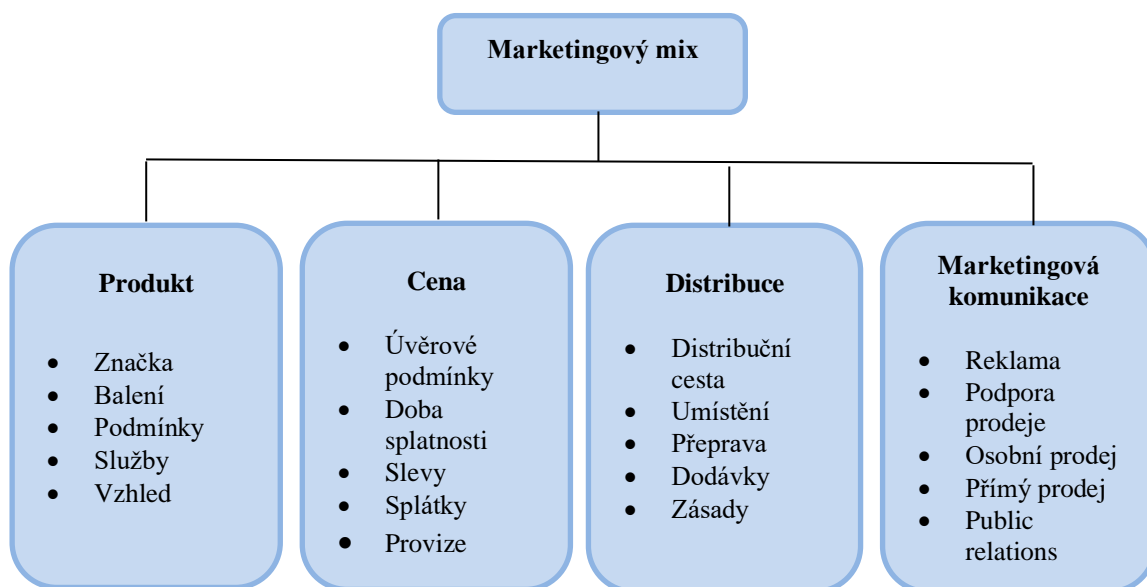 Marketingový mix
Produkt
• Značka
• Balení
• Podmínky
• Služby
• Vzhled
Cena
• Úvěrové
podmínky
• Doba
splatnosti
• Slevy
• Splátky
• Provize
Distribuce
• Distribuční
cesta
• Umístění
• Přeprava
• Dodávky
• Zásady
Marketingová
komunikace
• Reklama
• Podpora
prodeje
• Osobní prodej
• Přímý prodej
• Public
relations